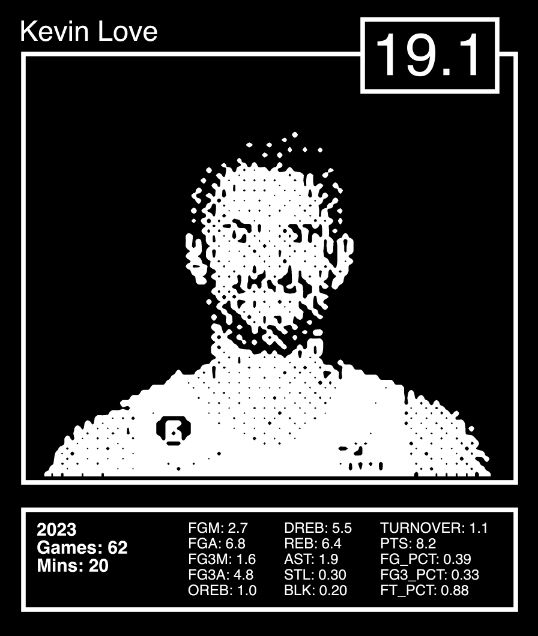 Kevin Love
19.1
2023
Games: 62
Mins: 20
FGM: 2.7
FGA: 6.8
FG3M: 1.6
FG3A: 4.8
OREB: 1.0
DREB: 5.5
REB: 6.4
AST: 1.9
STL: 0.30
BLK: 0.20
TURNOVER: 1.1
PTS: 8.2
FG_PCT: 0.39
FG3_PCT: 0.33
FT_PCT: 0.88